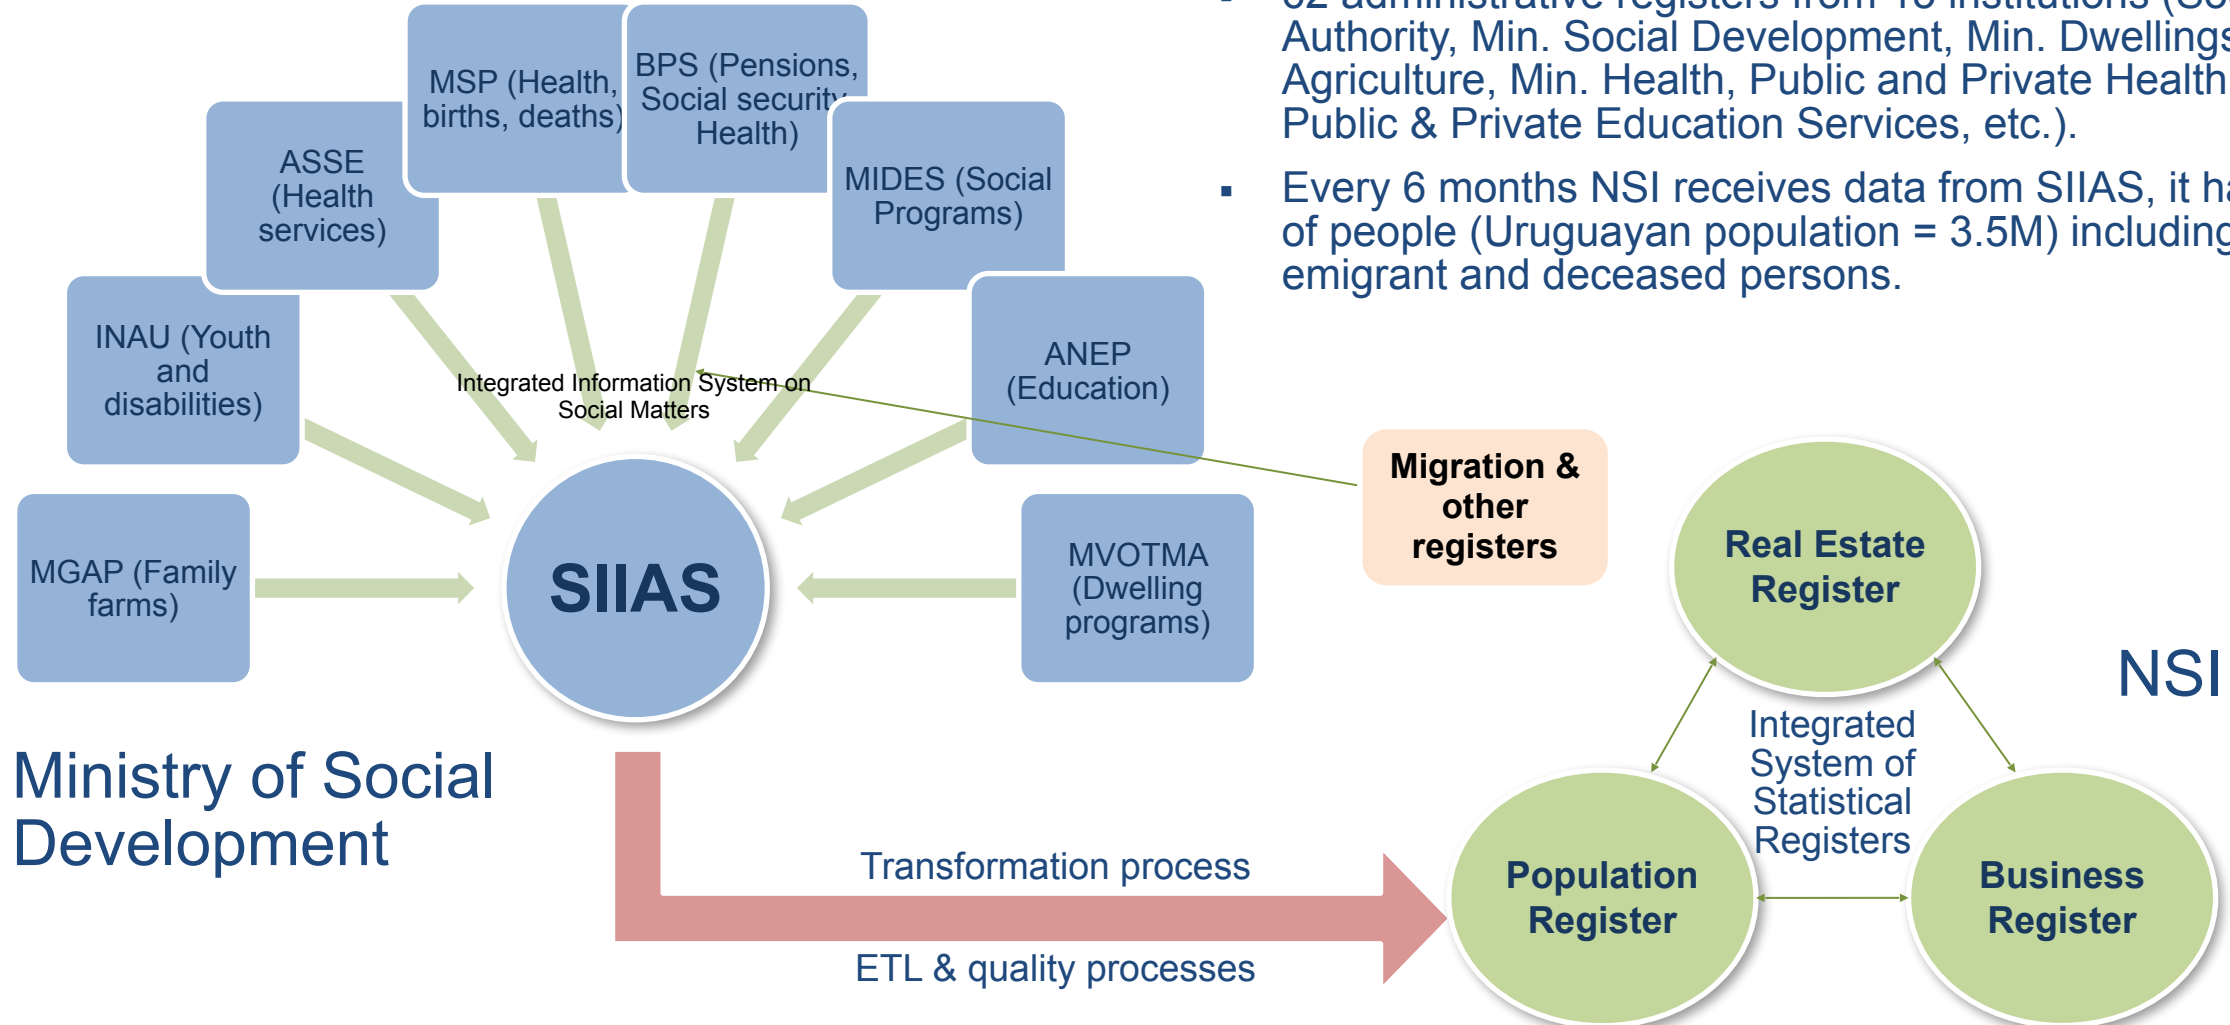 Authority, Min. Social Development, Min. Dwellings
Agriculture, Min. Health, Public and Private Health
Public & Private Education Services, etc.).
▪ Every 6 months NSI receives data from SIIAS, it
of people (Uruguayan population = 3.5M) including
emigrant and deceased persons.
MSP (Health,
births, deaths)
BPS (Pensions,
Social security
Health)
ASSE
(Health
services)
MIDES (Social
Programs)
INAU (Youth
and
disabilities)
ANEP
(Education)
Integrated Information System on
Social Matters
MGAP (Family
farms)
SIIAS
MVOTMA
(Dwelling
programs)
Migration &
other
registers
Real Estate
Register
NSI
Integrated
System of
Statistical
Registers
Ministry of Social
Development
Transformation process
ETL & quality processes
Population
Register
Business
Register